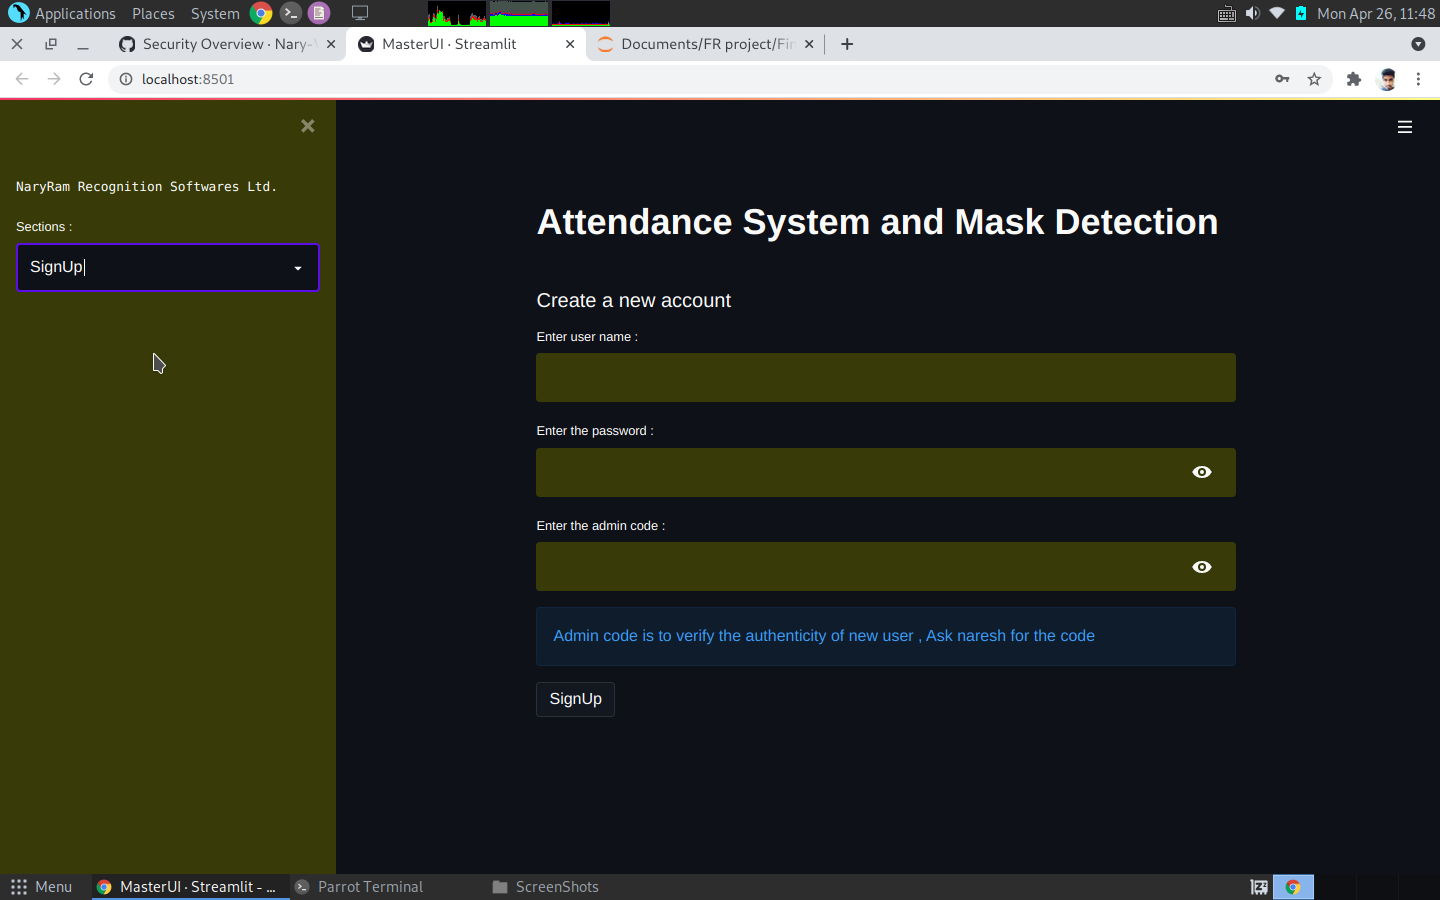 Applications Places System Mon Apr 26, 11:48
Security Overview · Nary- MasterUI · Streamlit Documents/FR project/Fin
localhost:8501
NaryRam Recognition Softwares Ltd.
Sections :
SignUp
Attendance System and Mask Detection
Create a new account
Enter user name :
Enter the password :
Enter the admin code :
Admin code is to verify the authenticity of new user , Ask naresh for the code
SignUp
Menu MasterUI · Streamlit - ... Parrot Terminal ScreenShots